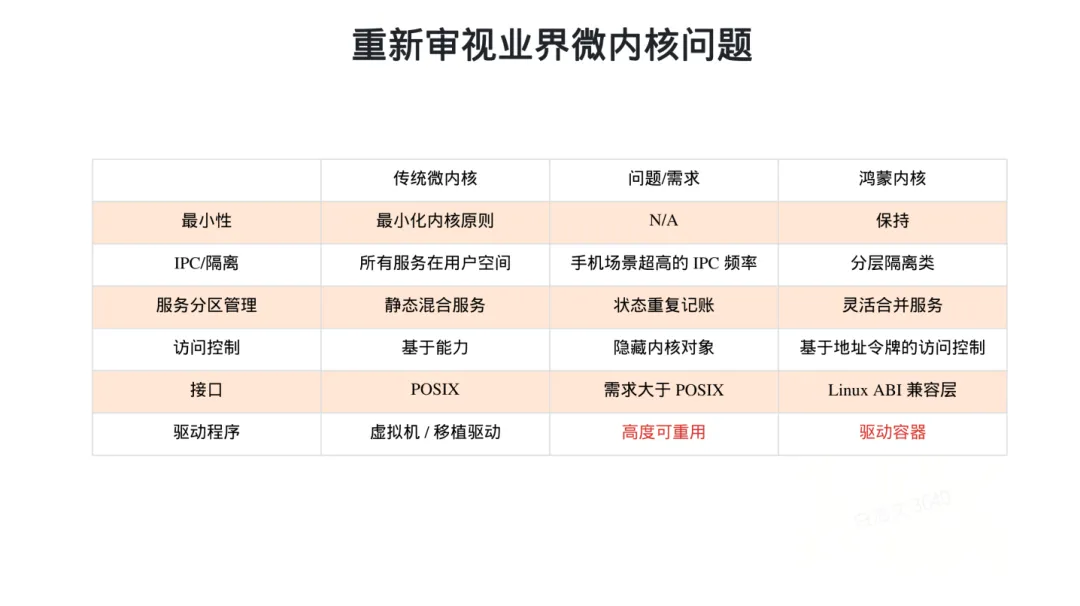 重新审视业界微内核问题
传统微内核 问题/需求 鸿蒙内核
最小性 最小化内核原则 N/A 保持
IPC/隔离 所有服务在用户空间 手机场景超高的 IPC 频率 分层隔离类
服务分区管理 静态混合服务 状态重复记账 灵活合并服务
访问控制 基于能力 隐藏内核对象 基于地址令牌的访问控制
接口 POSIX 需求大于 POSIX Linux ABI 兼容层
驱动程序 虚拟机 / 移植驱动 高度可重用 驱动容器